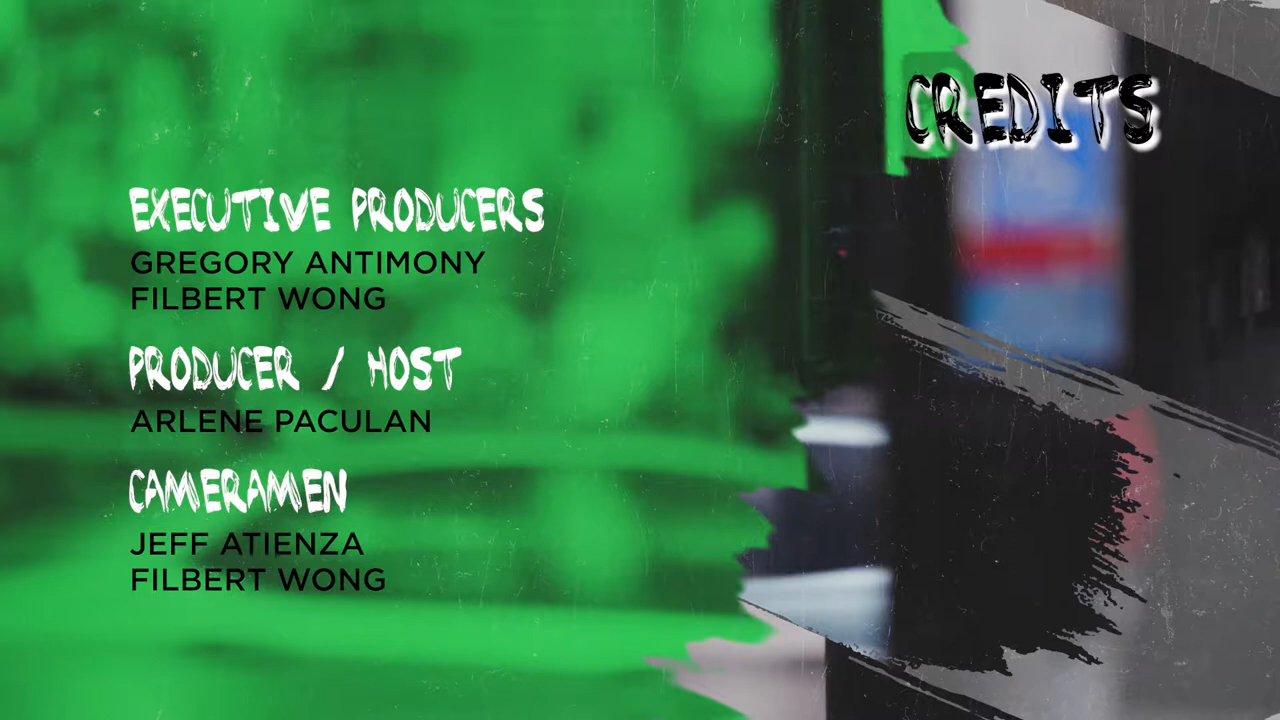 CREDITS
EXECUTIVE PRODUCERS
GREGORY ANTIMONY
FILBERT WONG
PRODUCER / HOST
ARLENE PACULAN
CAMERAMEN
JEFF ATIENZA
FILBERT WONG